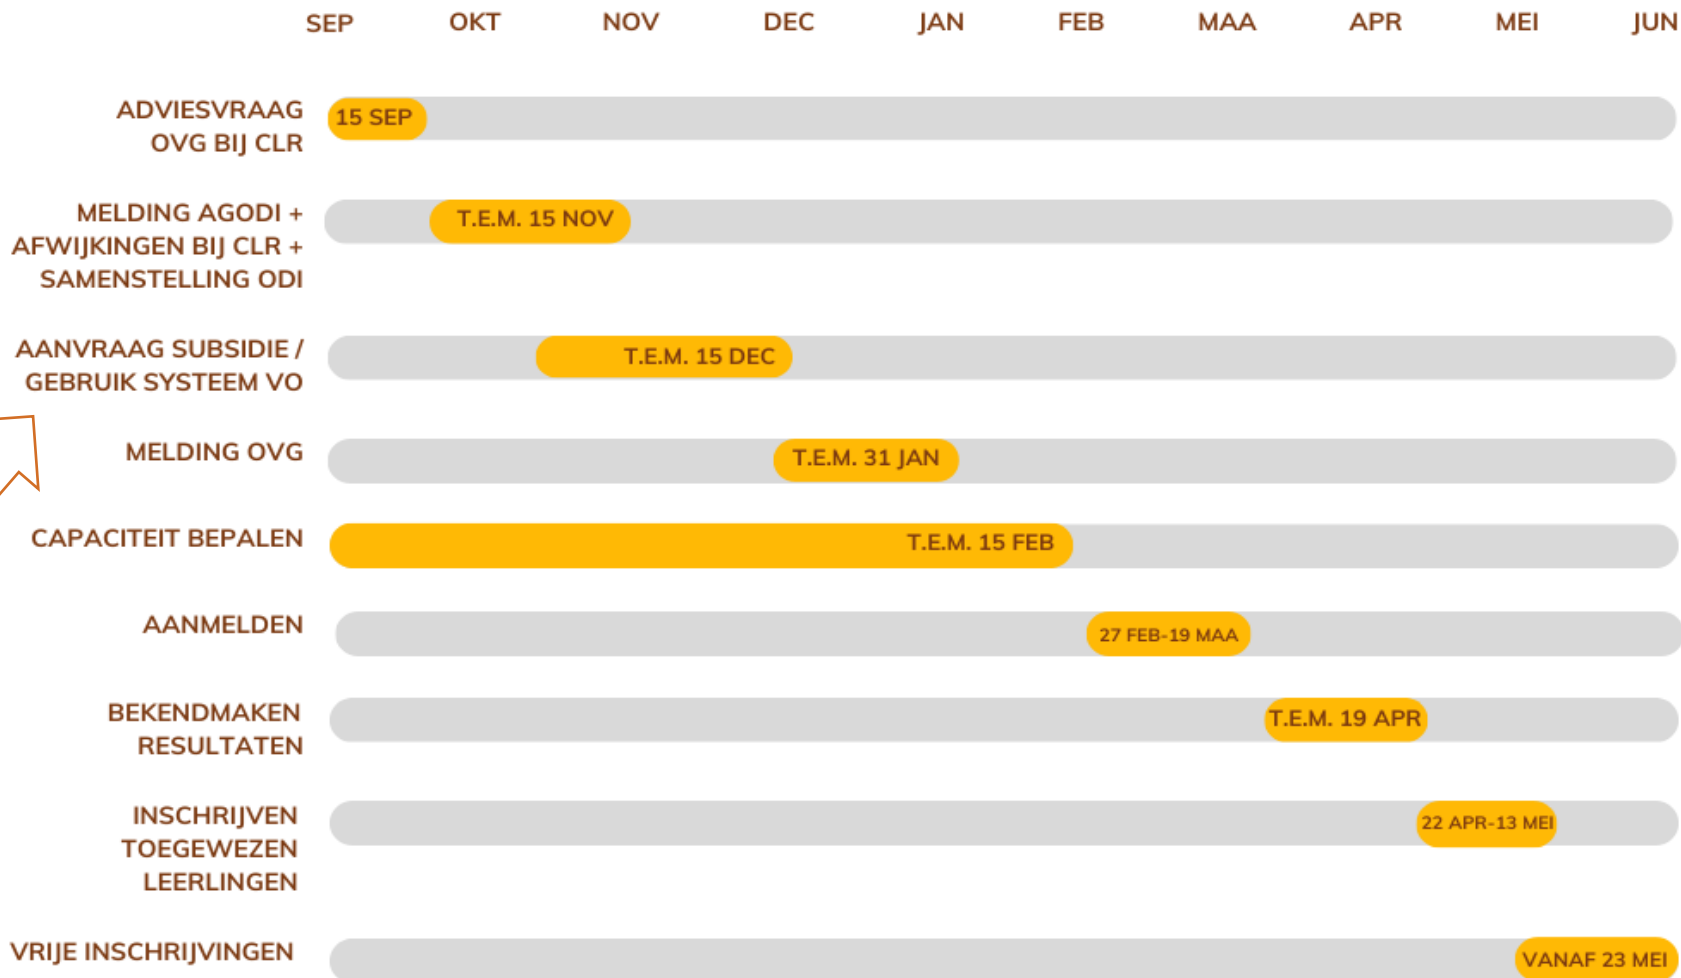 SEP OKT NOV DEC JAN FEB MAA APR MEI JUN
ADVIESVRAAG
OVG BIJ CLR
15 SEP
MELDING AGODI +
AFWIJKINGEN BIJ CLR +
SAMENSTELLING ODI
T.E.M. 15 NOV
AANVRAAG SUBSIDIE /
GEBRUIK SYSTEEM VO
T.E.M. 15 DEC
MELDING OVG
T.E.M. 31 JAN
CAPACITEIT BEPALEN
T.E.M. 15 FEB
AANMELDEN
27 FEB-19 MAA
BEKENDMAKEN
RESULTATEN
T.E.M. 19 APR
INSCHRIJVEN
TOEGEWEZEN
LEERLINGEN
22 APR-13 MEI
VRIJE INSCHRIJVINGEN
VANAF 23 MEI